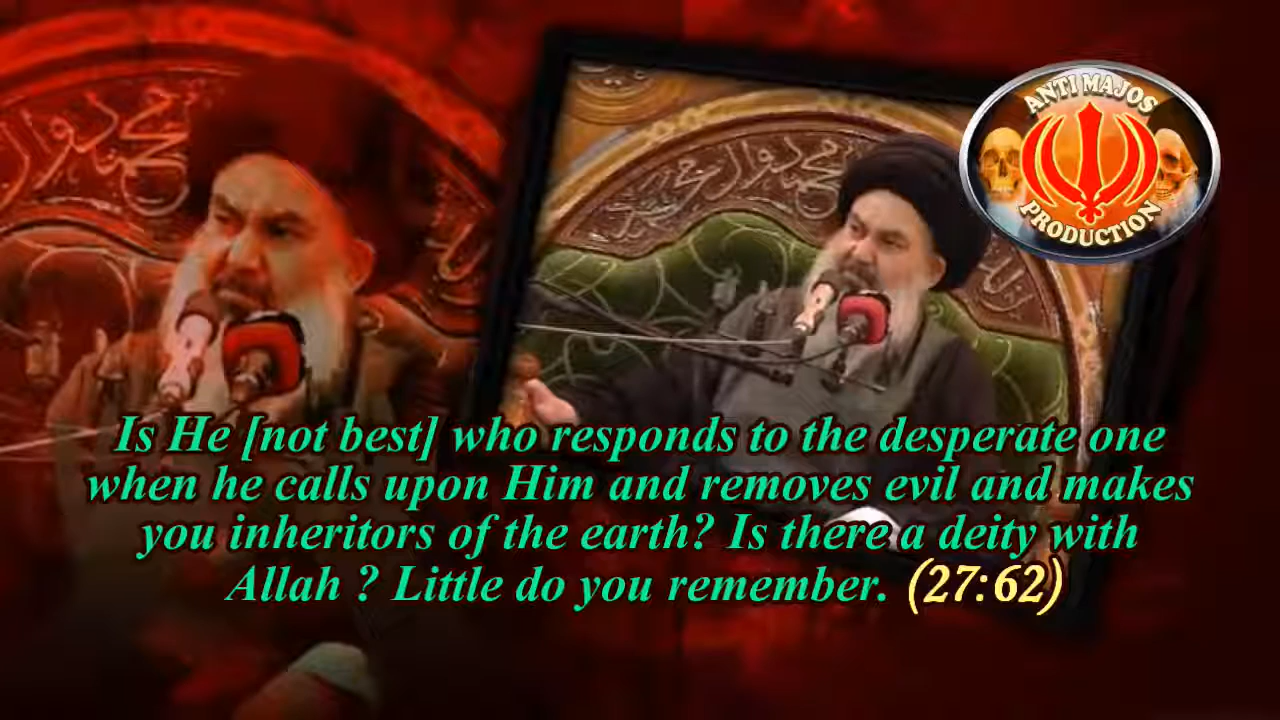 ANTI MAJOS
PRODUCTION
Is He [not best] who responds to the desperate one
when he calls upon Him and removes evil and makes
you inheritors of the earth? Is there a deity with
Allah ? Little do you remember. (27:62)